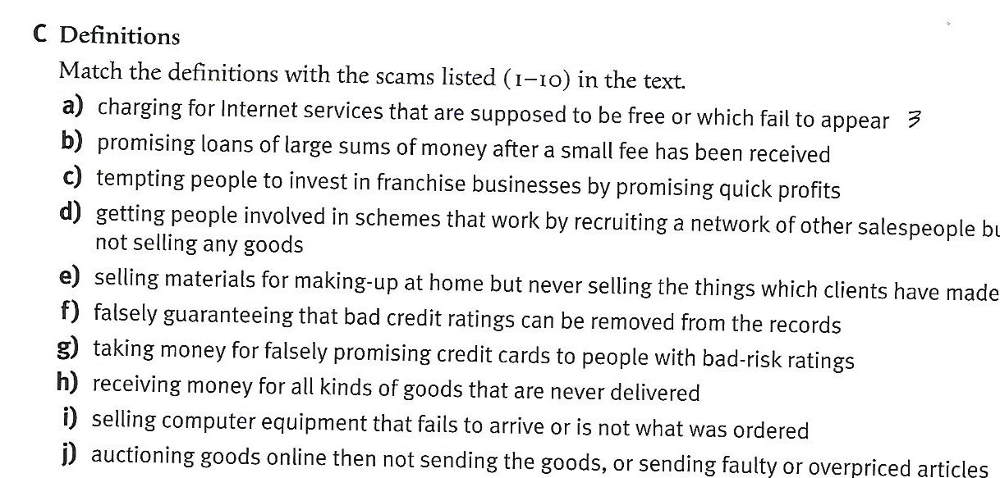 C Definitions
Match the definitions with the scams listed (1–10) in the text.
a) charging for Internet services that are supposed to be free or which fail to appear 3
b) promising loans of large sums of money after a small fee has been received
c) tempting people to invest in franchise businesses by promising quick profits
d) getting people involved in schemes that work by recruiting a network of other salespeople
not selling any goods
e) selling materials for making-up at home but never selling the things which clients have made
f) falsely guaranteeing that bad credit ratings can be removed from the records
g) taking money for falsely promising credit cards to people with bad-risk ratings
h) receiving money for all kinds of goods that are never delivered
i) selling computer equipment that fails to arrive or is not what was ordered
j) auctioning goods online then not sending the goods, or sending faulty or overpriced articles